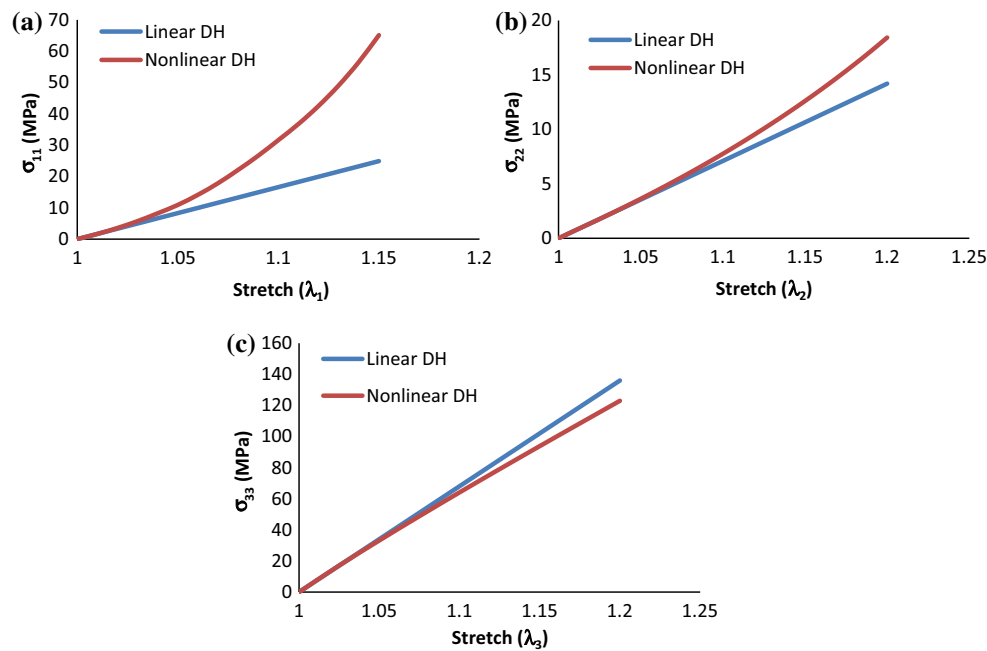 (a)
70
60
50
40
30
20
10
0
σ11 (MPa)
Linear DH
Nonlinear DH
1 1.05 1.1 1.15 1.2
Stretch (λ1)
(b)
20
15
10
5
0
σ22 (MPa)
Linear DH
Nonlinear DH
1 1.05 1.1 1.15 1.2 1.25
Stretch (λ2)
(c)
160
140
120
100
80
60
40
20
0
σ33 (MPa)
Linear DH
Nonlinear DH
1 1.05 1.1 1.15 1.2 1.25
Stretch (λ3)